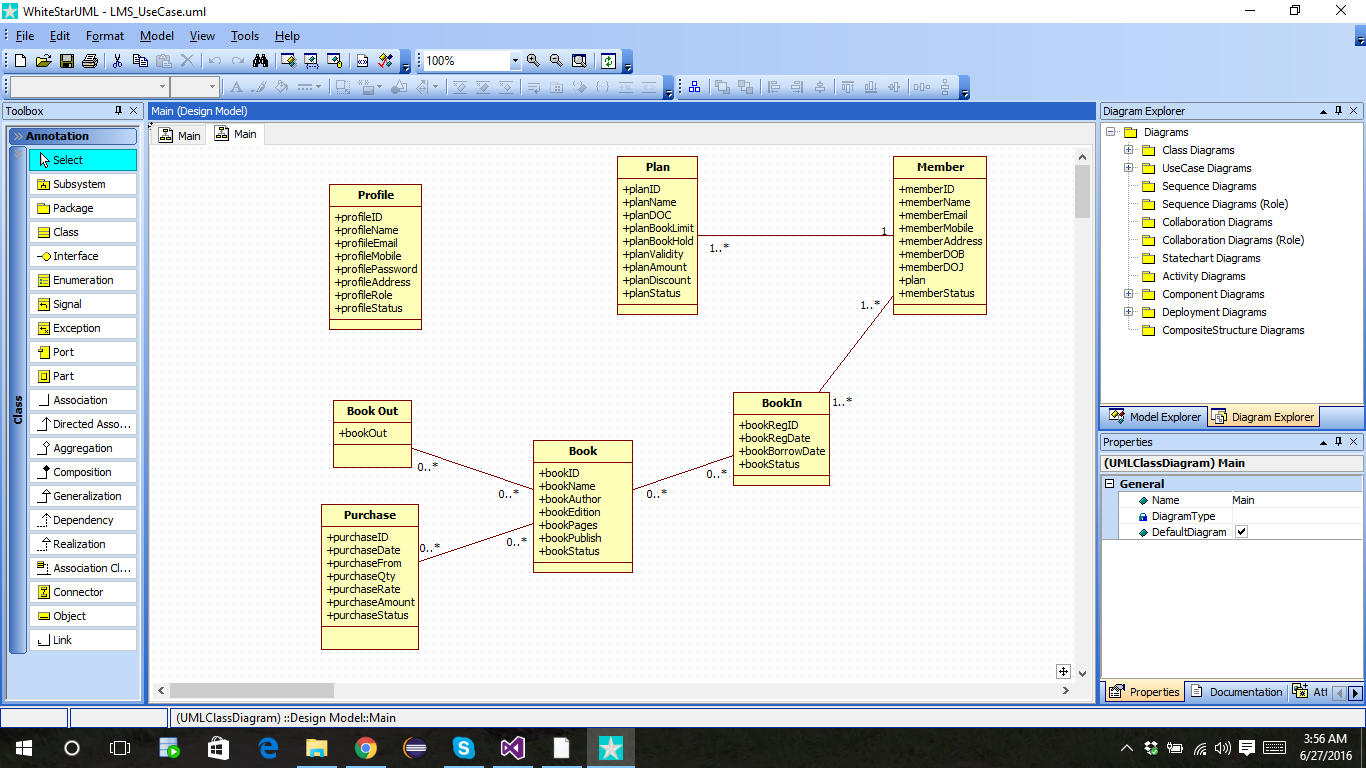 WhiteStarUML - LMS_UseCase.uml
File Edit Format Model View Tools Help
100%
Toolbox
Annotation
Select
Subsystem
Package
Class
Interface
Enumeration
Signal
Exception
Port
Part
Association
Directed Asso...
Aggregation
Composition
Generalization
Dependency
Realization
Association Cl...
Connector
Object
Link
Class
Main (Design Model)
Main Main
Profile
+profileID
+profileName
+profileEmail
+profileMobile
+profilePassword
+profileAddress
+profileRole
+profileStatus
Plan
+planID
+planName
+planDOC
+planBookLimit
+planBookHold
+planValidity
+planAmount
+planDiscount
+planStatus
1..*
1
Member
+memberID
+memberName
+memberEmail
+memberMobile
+memberAddress
+memberDOB
+memberDOJ
+plan
+memberStatus
1..*
1..*
BookIn
+bookRegID
+bookRegDate
+bookBorrowDate
+bookStatus
0..*
0..*
Book Out
+bookOut
0..*
0..*
Book
+bookID
+bookName
+bookAuthor
+bookEdition
+bookPages
+bookPublish
+bookStatus
Purchase
+purchaseID
+purchaseDate
+purchaseFrom
+purchaseQty
+purchaseRate
+purchaseAmount
+purchaseStatus
0..*
0..*
Diagram Explorer
Diagrams
Class Diagrams
UseCase Diagrams
Sequence Diagrams
Sequence Diagrams (Role)
Collaboration Diagrams
Collaboration Diagrams (Role)
Statechart Diagrams
Activity Diagrams
Component Diagrams
Deployment Diagrams
CompositeStructure Diagrams
Model Explorer Diagram Explorer
Properties
(UMLClassDiagram) Main
General
Name Main
DiagramType
DefaultDiagram
Properties Documentation Att
(UMLClassDiagram) ::Design Model::Main
3:56 AM
6/27/2016